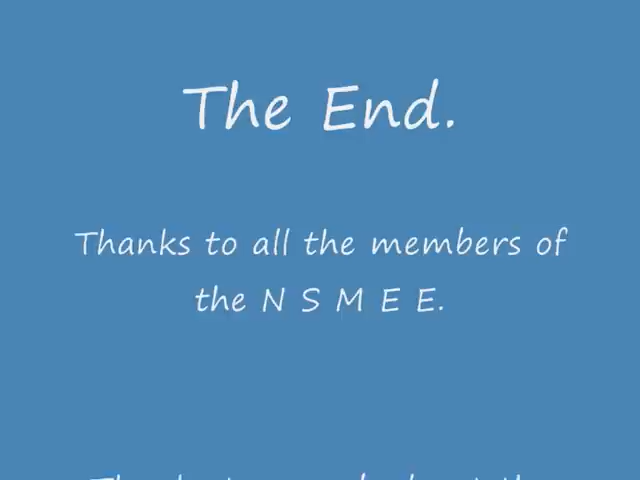 The End.
Thanks to all the members of
the N S M E E.